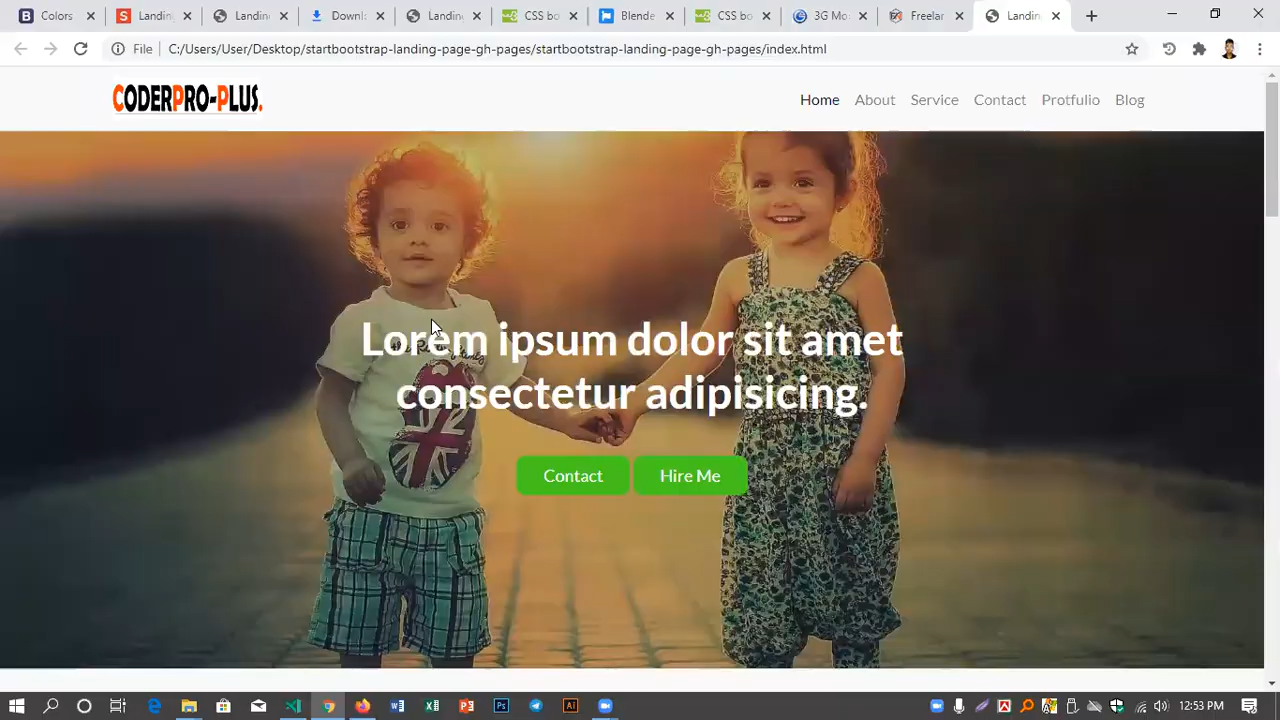 Colors
Landin
Landin
Downl
Landin
CSS bo
Blende
CSS bo
3G Mo
Freelan
Landin
File
C:/Users/User/Desktop/startbootstrap-landing-page-gh-pages/startbootstrap-landing-page-gh-pages/index.html
CODERPRO-PLUS.
Home About Service Contact Protfulio Blog
Lorem ipsum dolor sit amet
consectetur adipisicing.
Contact Hire Me
12:53 PM